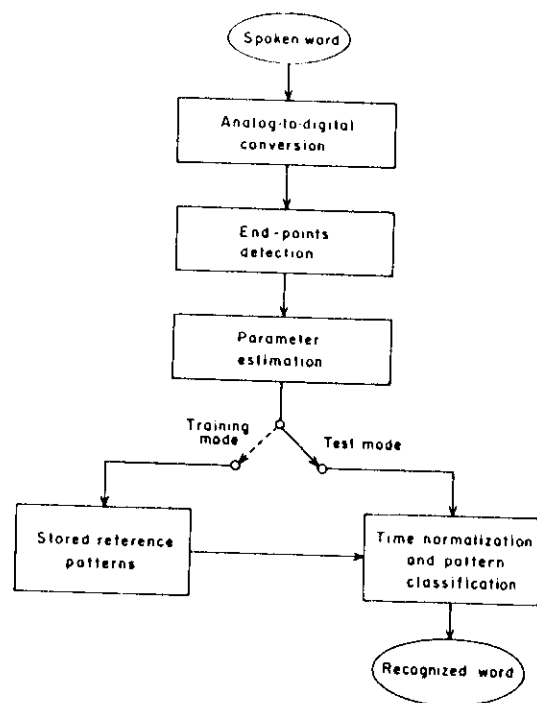 Spoken word
Analog-to-digital
conversion
End-points
detection
Parameter
estimation
Training
mode
Test mode
Stored reference
patterns
Time normalization
and pattern
classification
Recognized word